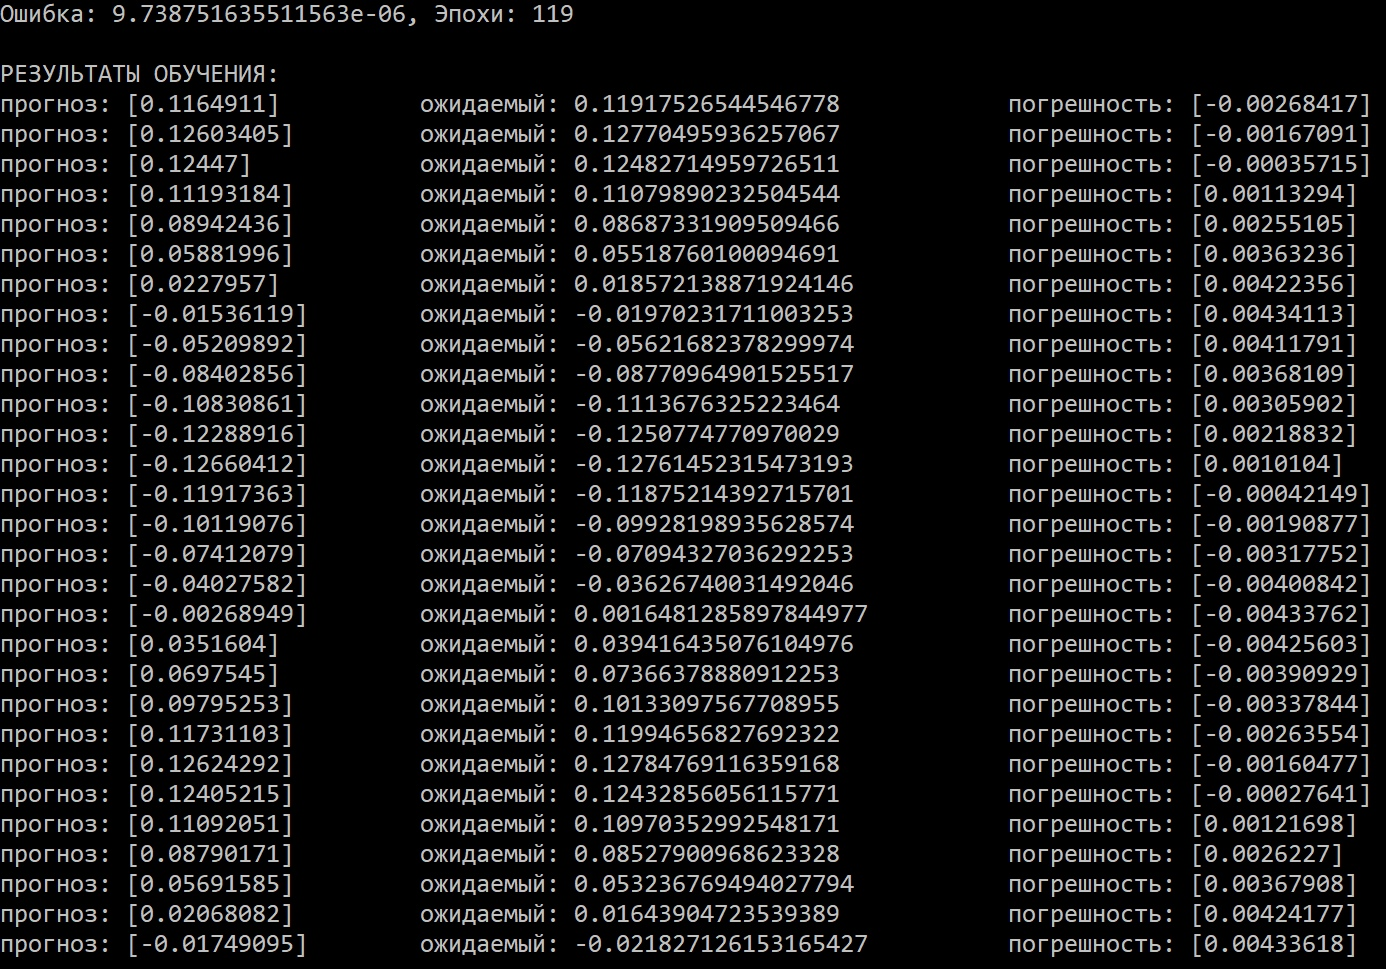 Ошибка: 9.738751635511563e-06, Эпохи: 119
РЕЗУЛЬТАТЫ ОБУЧЕНИЯ:
прогноз: [0.1164911] ожидаемый: 0.11917526544546778 погрешность: [-0.00268417]
прогноз: [0.12603405] ожидаемый: 0.12770495936257067 погрешность: [-0.00167091]
прогноз: [0.12447] ожидаемый: 0.12482714959726511 погрешность: [-0.00035715]
прогноз: [0.11193184] ожидаемый: 0.11079890232504544 погрешность: [0.00113294]
прогноз: [0.08942436] ожидаемый: 0.08687331909509466 погрешность: [0.00255105]
прогноз: [0.05881996] ожидаемый: 0.05518760100094691 погрешность: [0.00363236]
прогноз: [0.0227957] ожидаемый: 0.018572138871924146 погрешность: [0.00422356]
прогноз: [-0.01536119] ожидаемый: -0.01970231711003253 погрешность: [0.00434113]
прогноз: [-0.05209892] ожидаемый: -0.05621682378299974 погрешность: [0.00411791]
прогноз: [-0.08402856] ожидаемый: -0.08770964901525517 погрешность: [0.00368109]
прогноз: [-0.10830861] ожидаемый: -0.1113676325223464 погрешность: [0.00305902]
прогноз: [-0.12288916] ожидаемый: -0.1250774770970029 погрешность: [0.00218832]
прогноз: [-0.12660412] ожидаемый: -0.12761452315473193 погрешность: [0.0010104]
прогноз: [-0.11917363] ожидаемый: -0.11875214392715701 погрешность: [-0.00042149]
прогноз: [-0.10119076] ожидаемый: -0.09928198935628574 погрешность: [-0.00190877]
прогноз: [-0.07412079] ожидаемый: -0.07094327036292253 погрешность: [-0.00317752]
прогноз: [-0.04027582] ожидаемый: -0.03626740031492046 погрешность: [-0.00400842]
прогноз: [-0.00268949] ожидаемый: 0.0016481285897844977 погрешность: [-0.00433762]
прогноз: [0.0351604] ожидаемый: 0.039416435076104976 погрешность: [-0.00425603]
прогноз: [0.0697545] ожидаемый: 0.07366378880912253 погрешность: [-0.00390929]
прогноз: [0.09795253] ожидаемый: 0.10133097567708955 погрешность: [-0.00337844]
прогноз: [0.11731103] ожидаемый: 0.11994656827692322 погрешность: [-0.00263554]
прогноз: [0.12624292] ожидаемый: 0.12784769116359168 погрешность: [-0.00160477]
прогноз: [0.12405215] ожидаемый: 0.12432856056115771 погрешность: [-0.00027641]
прогноз: [0.11092051] ожидаемый: 0.10970352992548171 погрешность: [0.00121698]
прогноз: [0.08790171] ожидаемый: 0.08527900968623328 погрешность: [0.0026227]
прогноз: [0.05691585] ожидаемый: 0.053236769494027794 погрешность: [0.00367908]
прогноз: [0.02068082] ожидаемый: 0.01643904723539389 погрешность: [0.00424177]
прогноз: [-0.01749095] ожидаемый: -0.021827126153165427 погрешность: [0.00433618]